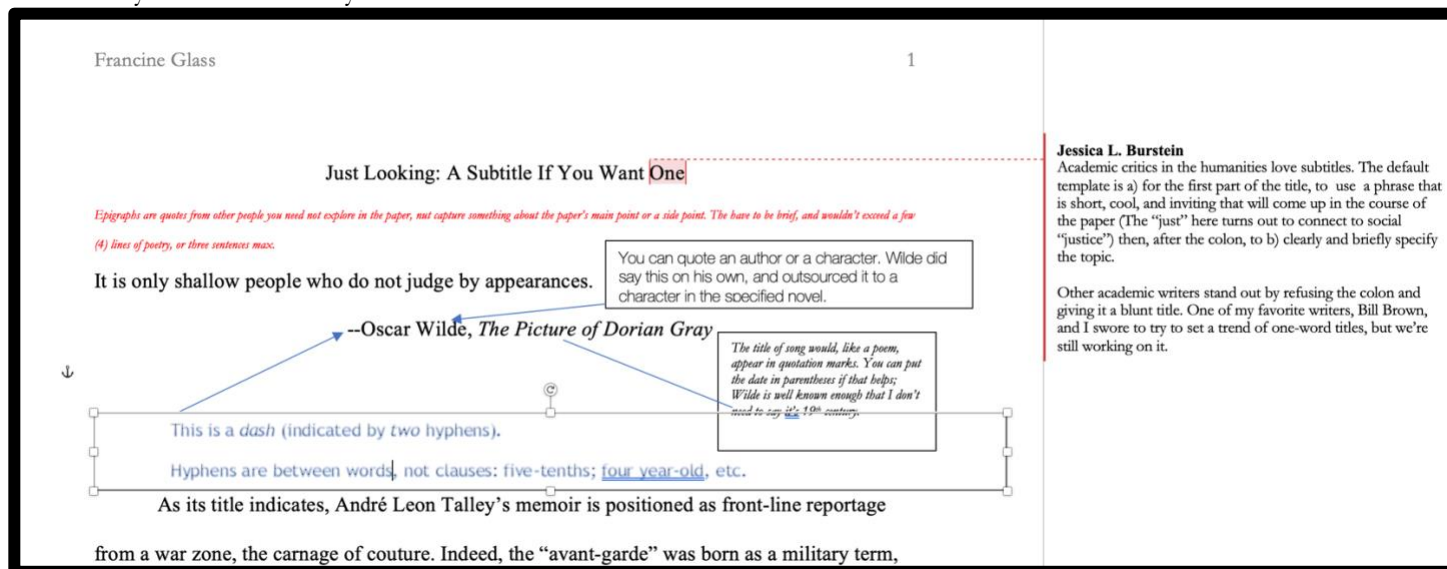 Francine Glass 1
Just Looking: A Subtitle If You Want One
Epigraphs are quotes from other people you need not explore in the paper, nut capture something about the paper's main point or a side point. The have to be brief, and wouldn't exceed a few
(4) lines of poetry, or three sentences max.
You can quote an author or a character. Wilde did
say this on his own, and outsourced it to a
character in the specified novel.
It is only shallow people who do not judge by appearances.
--Oscar Wilde, The Picture of Dorian Gray
The title of song would, like a poem,
appear in quotation marks. You can put
the date in parentheses if that helps;
Wilde is well known enough that I don't
need to say it's 19th century.
This is a dash (indicated by two hyphens).
Hyphens are between words, not clauses: five-tenths; four year-old, etc.
As its title indicates, André Leon Talley's memoir is positioned as front-line reportage
from a war zone, the carnage of couture. Indeed, the “avant-garde” was born as a military term,
Jessica L. Burstein
Academic critics in the humanities love subtitles. The default
template is a) for the first part of the title, to use a phrase that
is short, cool, and inviting that will come up in the course of
the paper (The “just” here turns out to connect to social
“justice”) then, after the colon, to b) clearly and briefly specify
the topic.
Other academic writers stand out by refusing the colon and
giving it a blunt title. One of my favorite writers, Bill Brown,
and I swore to try to set a trend of one-word titles, but we're
still working on it.